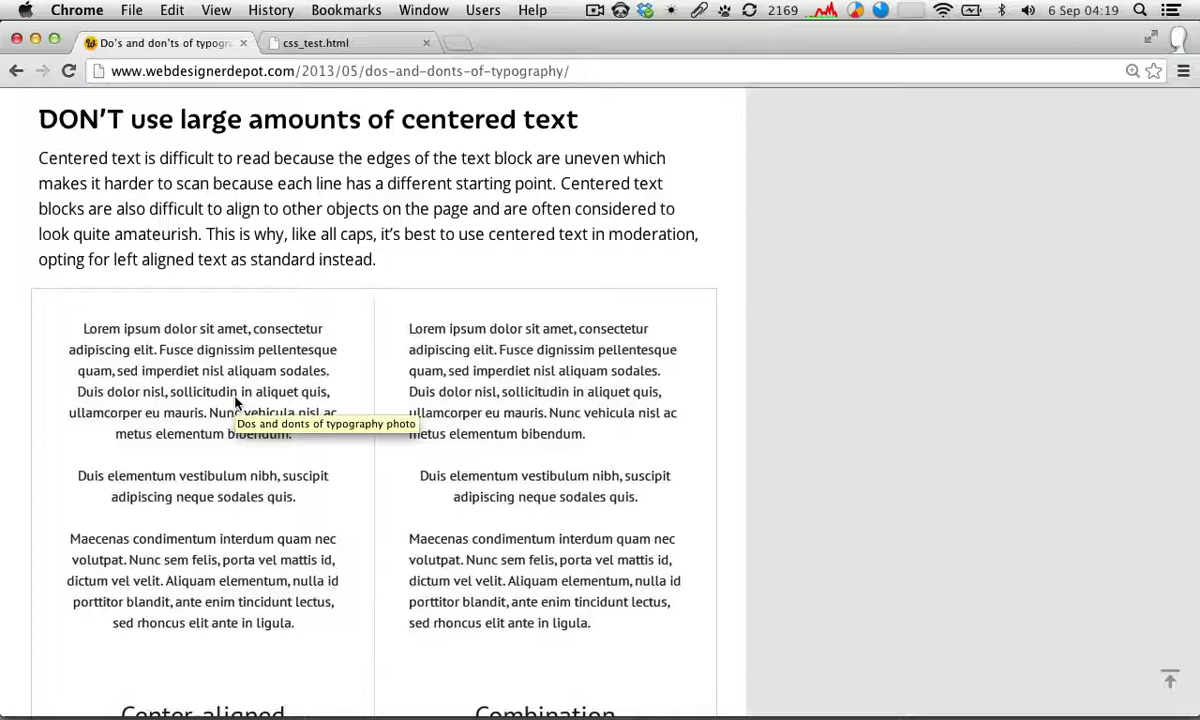 Chrome File Edit View History Bookmarks Window Users Help 2169 6 Sep 04:19
Do's and don'ts of typogr css_test.html
www.webdesignerdepot.com/2013/05/dos-and-donts-of-typography/
DON'T use large amounts of centered text
Centered text is difficult to read because the edges of the text block are uneven which
makes it harder to scan because each line has a different starting point. Centered text
blocks are also difficult to align to other objects on the page and are often considered to
look quite amateurish. This is why, like all caps, it's best to use centered text in moderation,
opting for left aligned text as standard instead.
Lorem ipsum dolor sit amet, consectetur
adipiscing elit. Fusce dignissim pellentesque
quam, sed imperdiet nisl aliquam sodales.
Duis dolor nisl, sollicitudin in aliquet quis,
ullamcorper eu mauris. Nunc vehicula nisl ac
metus elementum bibendum.
Dos and donts of typography photo
Duis elementum vestibulum nibh, suscipit
adipiscing neque sodales quis.
Maecenas condimentum interdum quam nec
volutpat. Nunc sem felis, porta vel mattis id,
dictum vel velit. Aliquam elementum, nulla id
porttitor blandit, ante enim tincidunt lectus,
sed rhoncus elit ante in ligula.
Center-aligned
Lorem ipsum dolor sit amet, consectetur
adipiscing elit. Fusce dignissim pellentesque
quam, sed imperdiet nisl aliquam sodales.
Duis dolor nisl, sollicitudin in aliquet quis,
ullamcorper eu mauris. Nunc vehicula nisl ac
metus elementum bibendum.
Duis elementum vestibulum nibh, suscipit
adipiscing neque sodales quis.
Maecenas condimentum interdum quam nec
volutpat. Nunc sem felis, porta vel mattis id,
dictum vel velit. Aliquam elementum, nulla id
porttitor blandit, ante enim tincidunt lectus,
sed rhoncus elit ante in ligula.
Combination